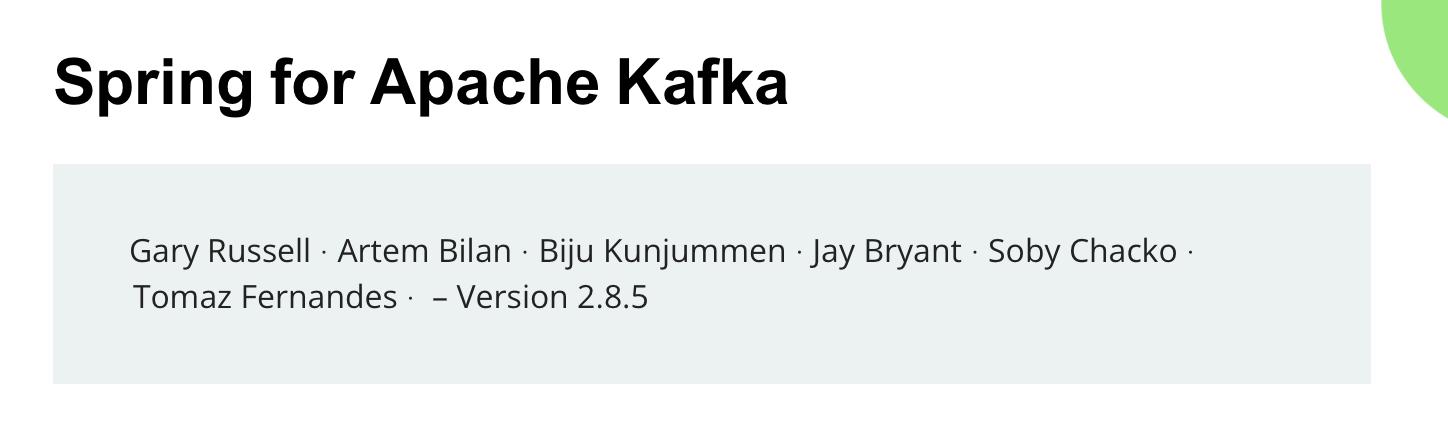 Spring for Apache Kafka
Gary Russell · Artem Bilan · Biju Kunjummen · Jay Bryant · Soby Chacko ·
Tomaz Fernandes · – Version 2.8.5